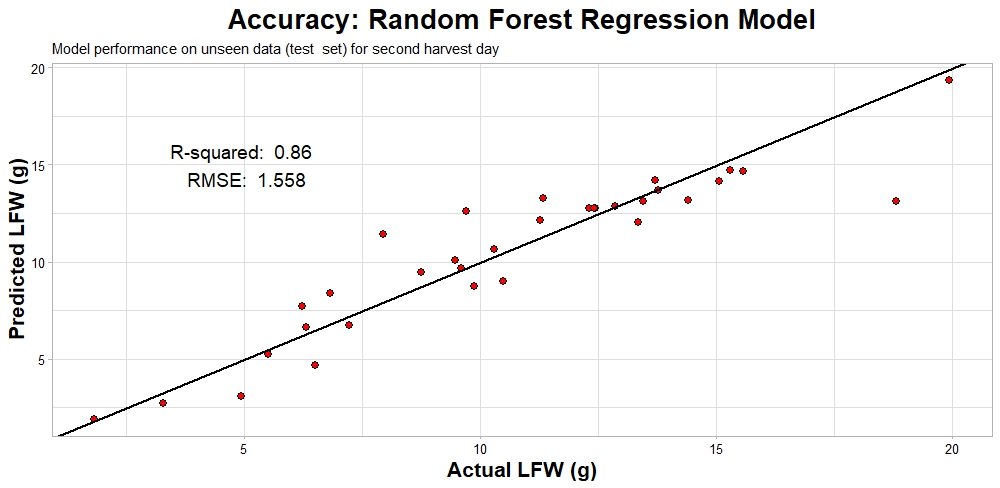 Accuracy: Random Forest Regression Model
Model performance on unseen data (test  set) for second harvest day
20
R-squared:  0.86
15
RMSE:  1.558
Predicted LFW (g)
10
5
5 10 15 20
Actual LFW (g)